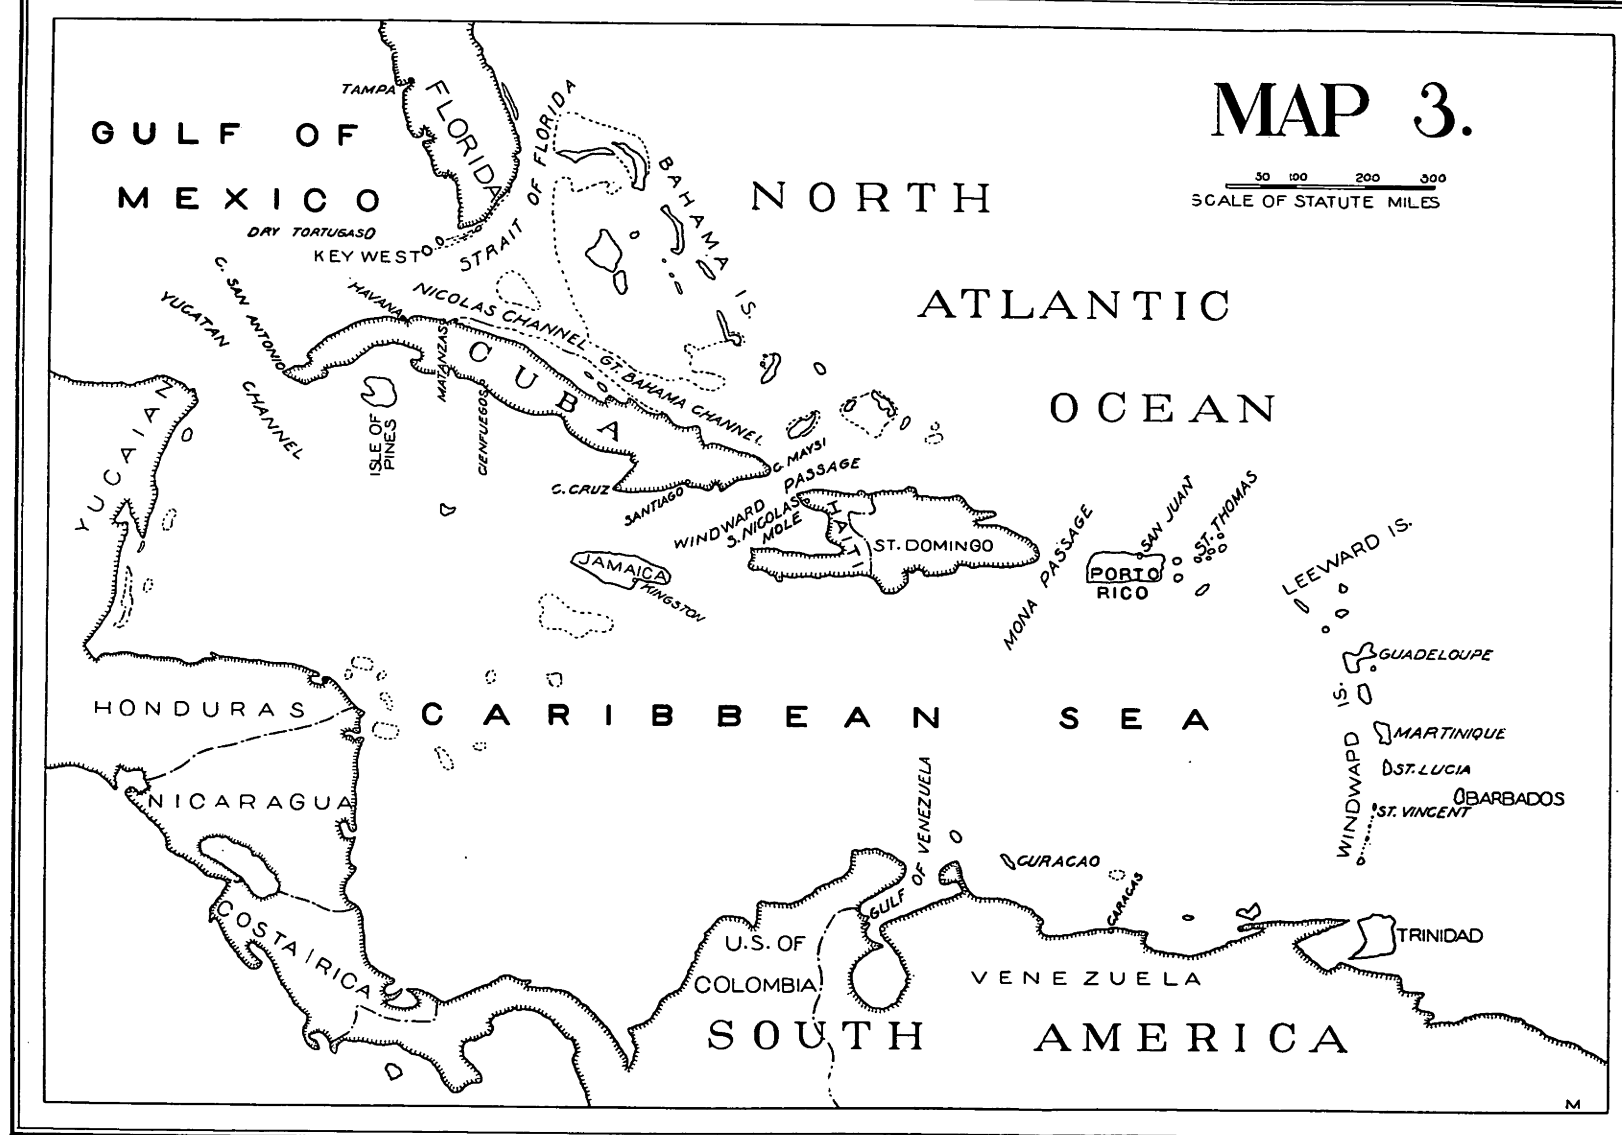 MAP 3.
50 100 200 300
SCALE OF STATUTE MILES
TAMPA
FLORIDA
GULF OF
MEXICO
DRY TORTUGAS
KEY WEST
STRAIT OF FLORIDA
BAHAMA IS.
NORTH
ATLANTIC
OCEAN
C. SAN ANTONIO
YUCATAN
CHANNEL
HAVANA
NICOLAS CHANNEL
GT. BAHAMA CHANNEL
MATANZAS
CUBA
CIENFUEGOS
ISLE OF
PINES
YUCATAN
C. CRUZ
SANTIAGO
C. MAYSI
WINDWARD PASSAGE
S. NICOLAS
MOLE
HAITI
ST. DOMINGO
MONA PASSAGE
SAN JUAN
ST. THOMAS
PORTO
RICO
JAMAICA
KINGSTON
LEEWARD IS.
GUADELOUPE
WINDWARD IS.
MARTINIQUE
ST. LUCIA
BARBADOS
ST. VINCENT
HONDURAS
CARIBBEAN SEA
NICARAGUA
COSTA RICA
GULF OF VENEZUELA
CURACAO
CARACAS
TRINIDAD
U.S. OF
COLOMBIA
VENEZUELA
SOUTH AMERICA
M